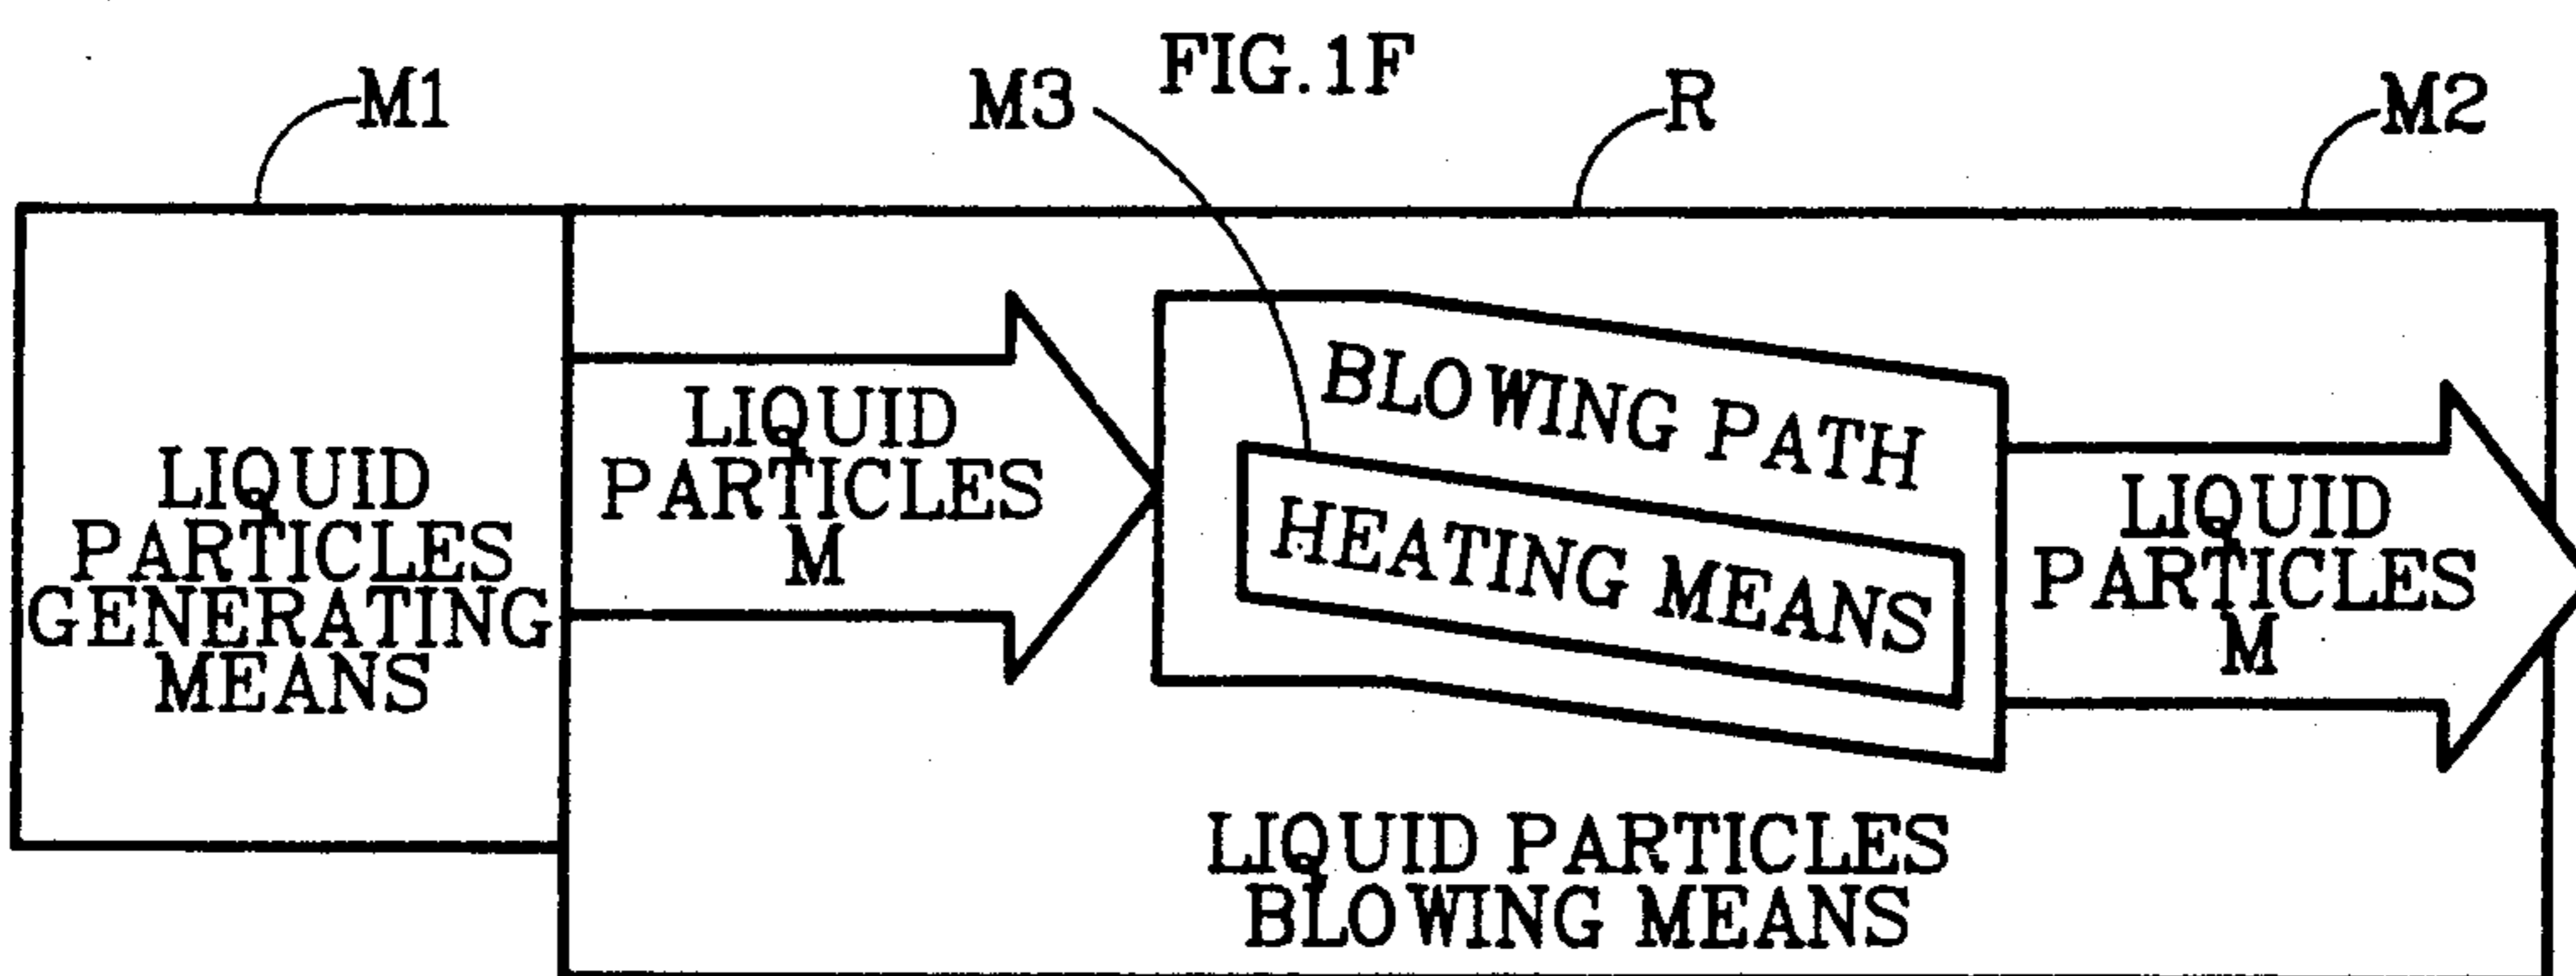 FIG.1F
M1
M3
R
M2
LIQUID
PARTICLES
GENERATING
MEANS
LIQUID
PARTICLES
M
BLOWING PATH
HEATING MEANS
LIQUID
PARTICLES
M
LIQUID PARTICLES
BLOWING MEANS